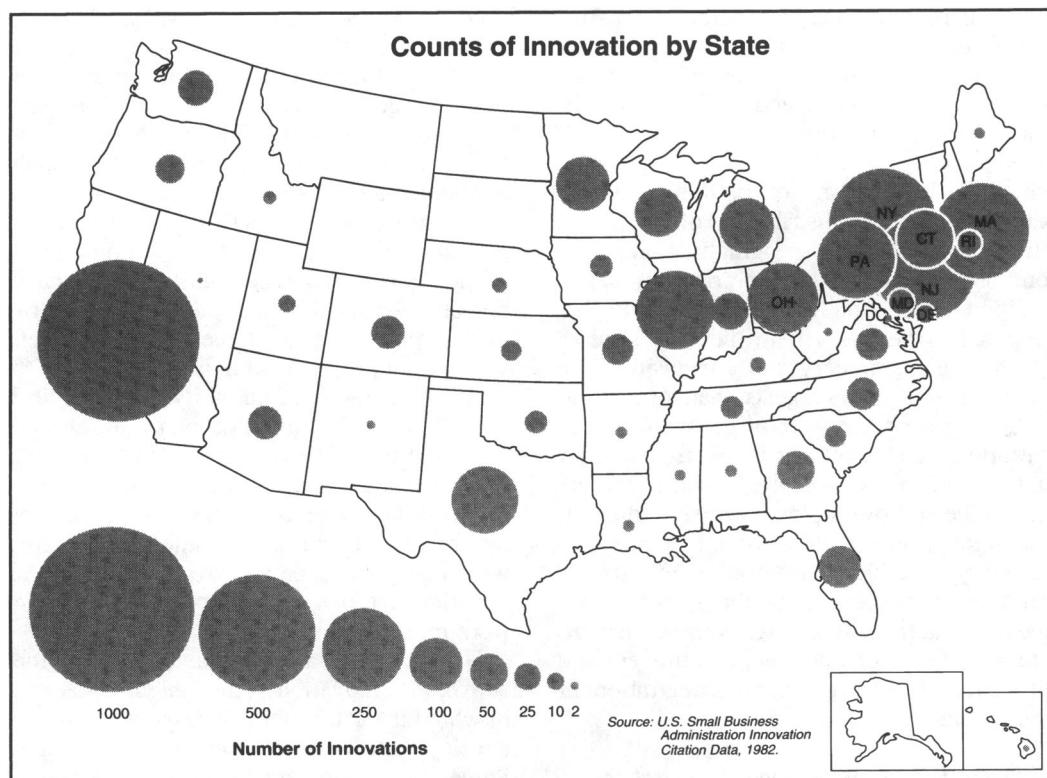 Counts of Innovation by State
NY
MA
CT
RI
PA
NJ
OH
MD
DC
DE
1000
500
250
100
50
25
10
2
Number of Innovations
Source: U.S. Small Business
Administration Innovation
Citation Data, 1982.